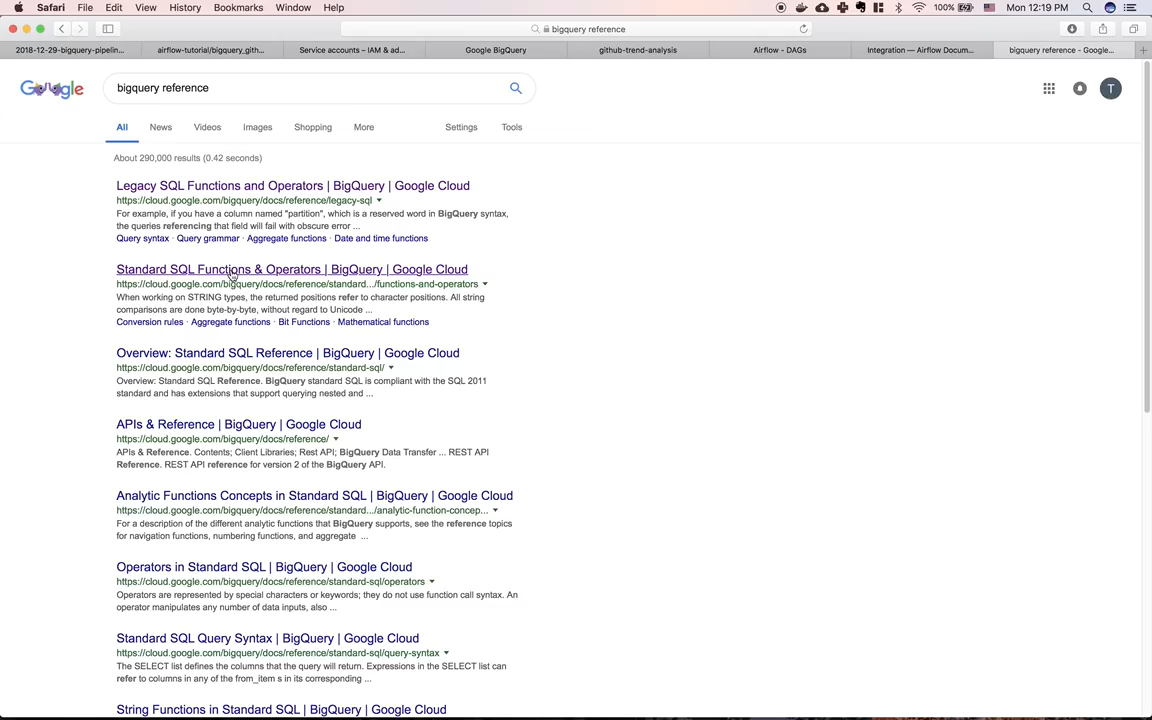 Safari File Edit View History Bookmarks Window Help 100% Mon 12:19 PM
bigquery reference
2018-12-29-bigquery-pipelin... airflow-tutorial/bigquery_gith... Service accounts – IAM & ad... Google BigQuery github-trend-analysis Airflow - DAGs Integration — Airflow Docum... bigquery reference - Google...
Google bigquery reference T
All News Videos Images Shopping More Settings Tools
About 290,000 results (0.42 seconds)
Legacy SQL Functions and Operators | BigQuery | Google Cloud
https://cloud.google.com/bigquery/docs/reference/legacy-sql
For example, if you have a column named "partition", which is a reserved word in BigQuery syntax,
the queries referencing that field will fail with obscure error ...
Query syntax · Query grammar · Aggregate functions · Date and time functions
Standard SQL Functions & Operators | BigQuery | Google Cloud
https://cloud.google.com/bigquery/docs/reference/standard.../functions-and-operators
When working on STRING types, the returned positions refer to character positions. All string
comparisons are done byte-by-byte, without regard to Unicode ...
Conversion rules · Aggregate functions · Bit Functions · Mathematical functions
Overview: Standard SQL Reference | BigQuery | Google Cloud
https://cloud.google.com/bigquery/docs/reference/standard-sql/
Overview: Standard SQL Reference. BigQuery standard SQL is compliant with the SQL 2011
standard and has extensions that support querying nested and ...
APIs & Reference | BigQuery | Google Cloud
https://cloud.google.com/bigquery/docs/reference/
APIs & Reference. Contents; Client Libraries; Rest API; BigQuery Data Transfer ... REST API
Reference. REST API reference for version 2 of the BigQuery API.
Analytic Functions Concepts in Standard SQL | BigQuery | Google Cloud
https://cloud.google.com/bigquery/docs/reference/standard.../analytic-function-concep...
For a description of the different analytic functions that BigQuery supports, see the reference topics
for navigation functions, numbering functions, and aggregate ...
Operators in Standard SQL | BigQuery | Google Cloud
https://cloud.google.com/bigquery/docs/reference/standard-sql/operators
Operators are represented by special characters or keywords; they do not use function call syntax. An
operator manipulates any number of data inputs, also ...
Standard SQL Query Syntax | BigQuery | Google Cloud
https://cloud.google.com/bigquery/docs/reference/standard-sql/query-syntax
The SELECT list defines the columns that the query will return. Expressions in the SELECT list can
refer to columns in any of the from_item s in its corresponding ...
String Functions in Standard SQL | BigQuery | Google Cloud